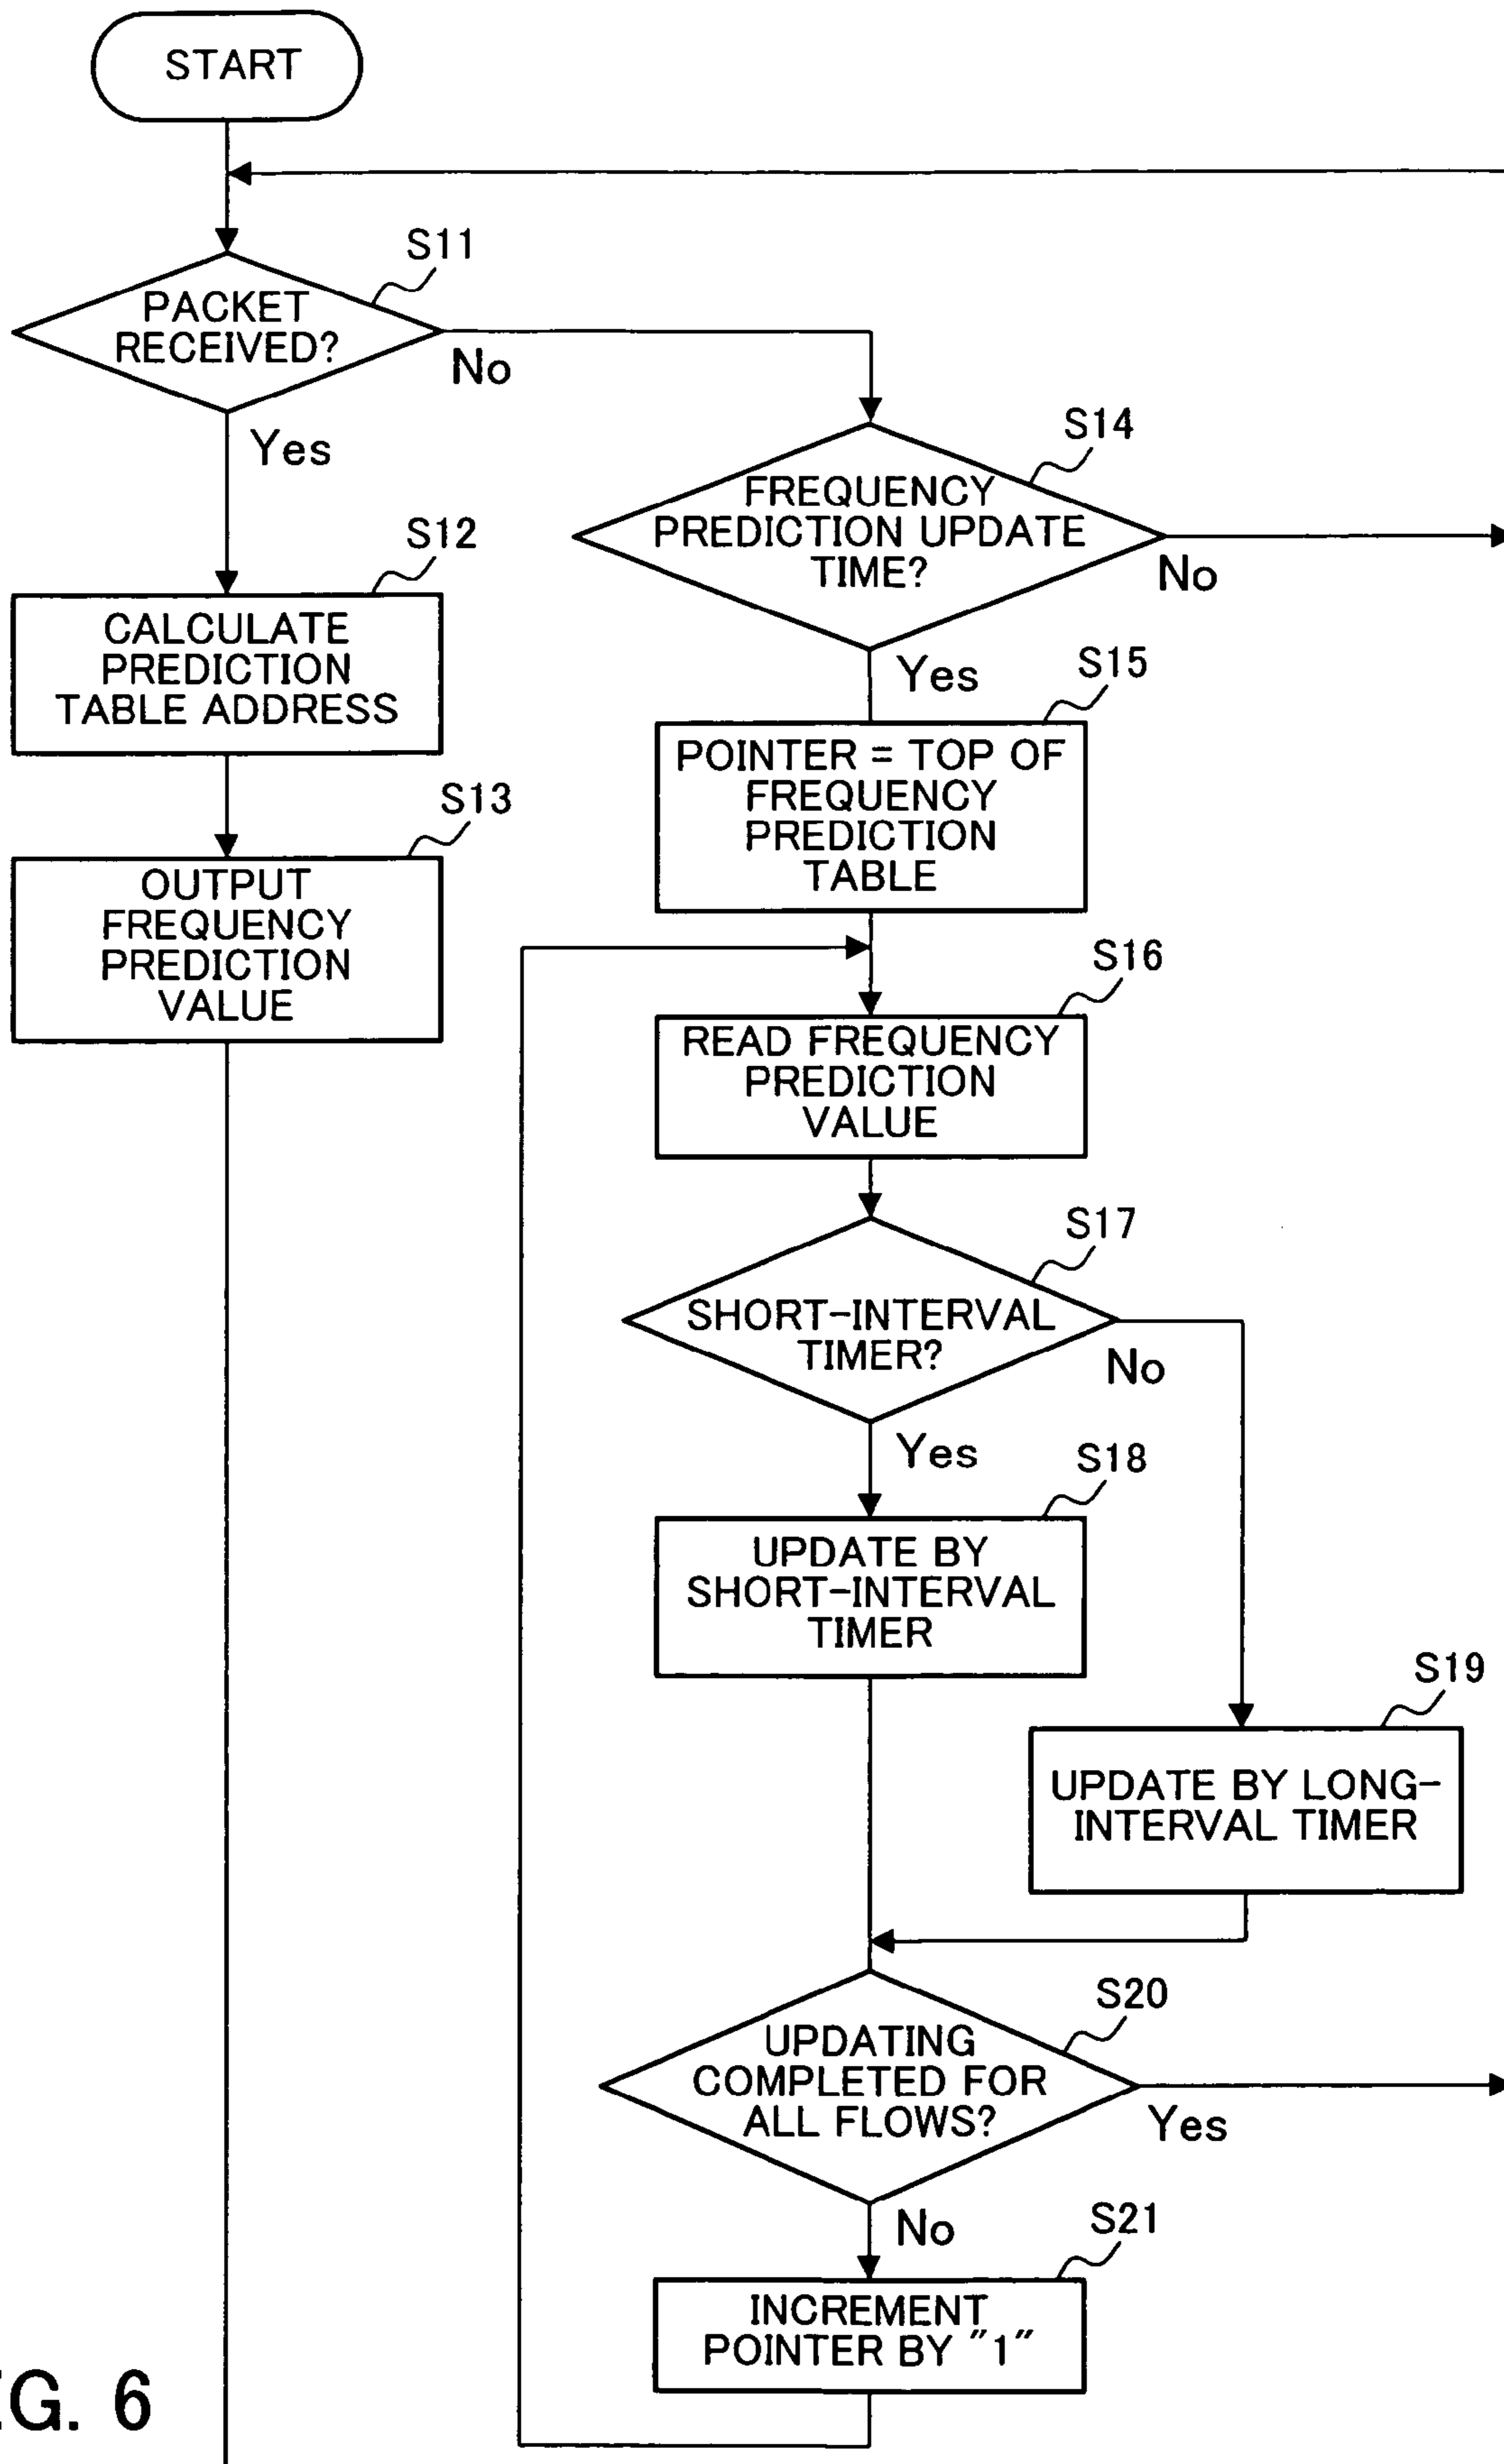 START
S11
PACKET
RECEIVED?
No
Yes
S14
FREQUENCY
PREDICTION UPDATE
TIME?
No
S12
CALCULATE
PREDICTION
TABLE ADDRESS
Yes
S15
POINTER = TOP OF
FREQUENCY
PREDICTION
TABLE
S13
OUTPUT
FREQUENCY
PREDICTION
VALUE
S16
READ FREQUENCY
PREDICTION
VALUE
S17
SHORT-INTERVAL
TIMER?
No
Yes
S18
UPDATE BY
SHORT-INTERVAL
TIMER
S19
UPDATE BY LONG-
INTERVAL TIMER
S20
UPDATING
COMPLETED FOR
ALL FLOWS?
Yes
No
S21
INCREMENT
POINTER BY "1"
G. 6